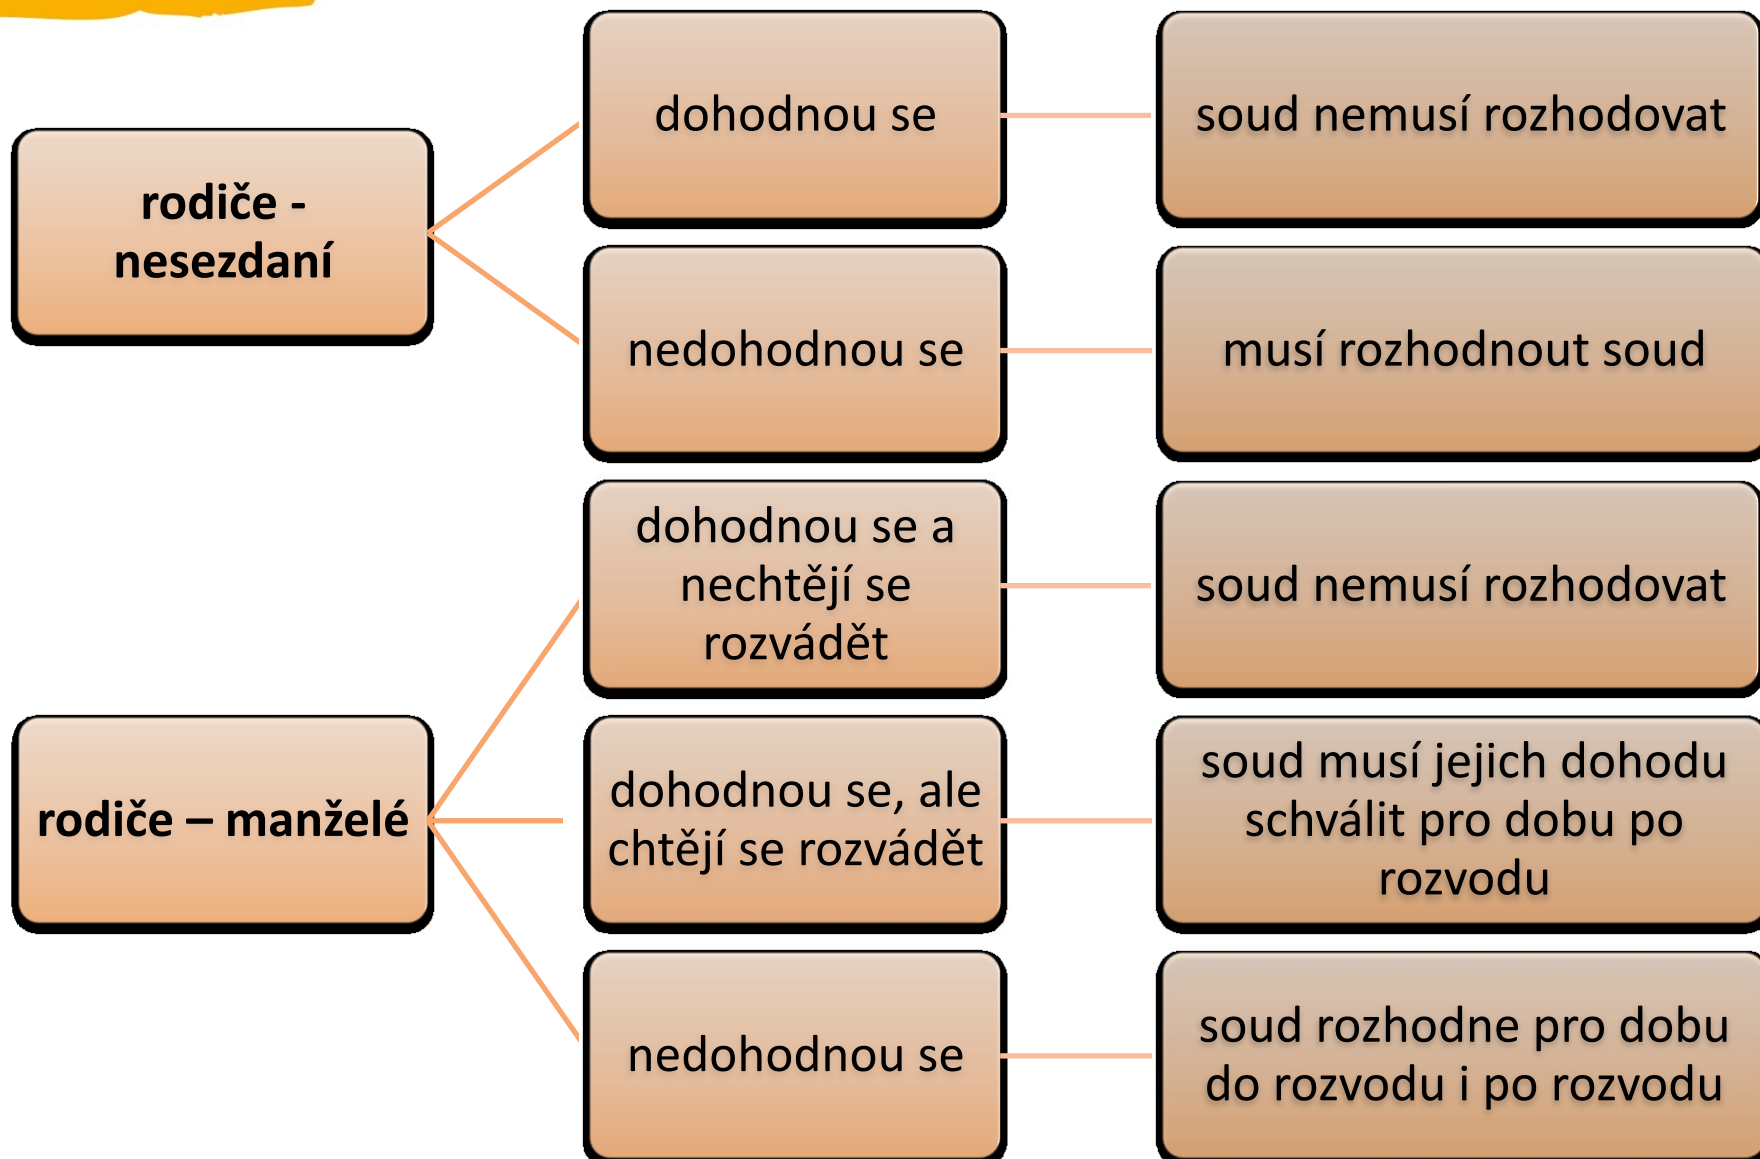 rodiče -
nesezdaní
dohodnou se
soud nemusí rozhodovat
nedohodnou se
musí rozhodnout soud
rodiče – manželé
dohodnou se a
nechtějí se
rozvádět
soud nemusí rozhodovat
dohodnou se, ale
chtějí se rozvádět
soud musí jejich dohodu
schválit pro dobu po
rozvodu
nedohodnou se
soud rozhodne pro dobu
do rozvodu i po rozvodu